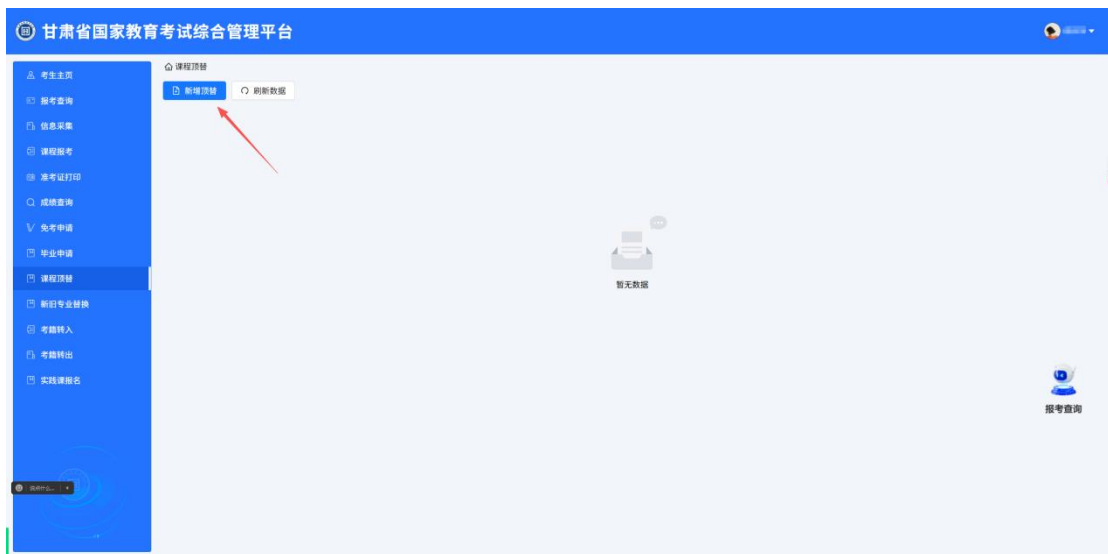 甘肃省国家教育考试综合管理平台
课程顶替
新增顶替
刷新数据
考生主页
报考查询
信息采集
课程报考
准考证打印
成绩查询
免考申请
毕业申请
课程顶替
新旧专业替换
考籍转入
考籍转出
实践课报名
暂无数据
报考查询